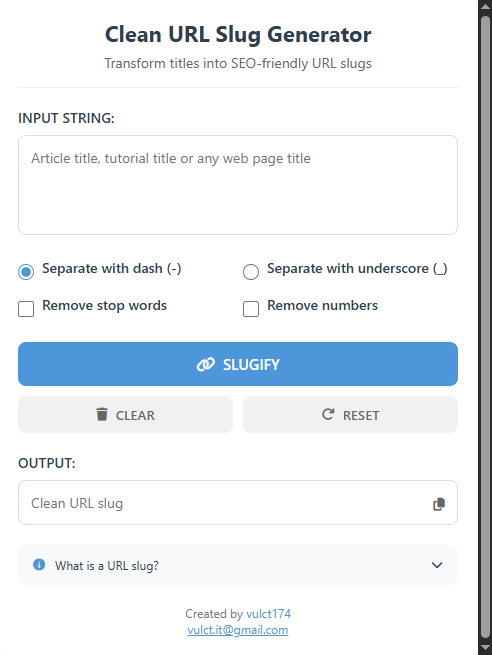 Clean URL Slug Generator
Transform titles into SEO-friendly URL slugs
INPUT STRING:
Article title, tutorial title or any web page title
Separate with dash (-)
Separate with underscore (_)
Remove stop words
Remove numbers
SLUGIFY
CLEAR
RESET
OUTPUT:
Clean URL slug
What is a URL slug?
Created by vulct174
vulct.it@gmail.com